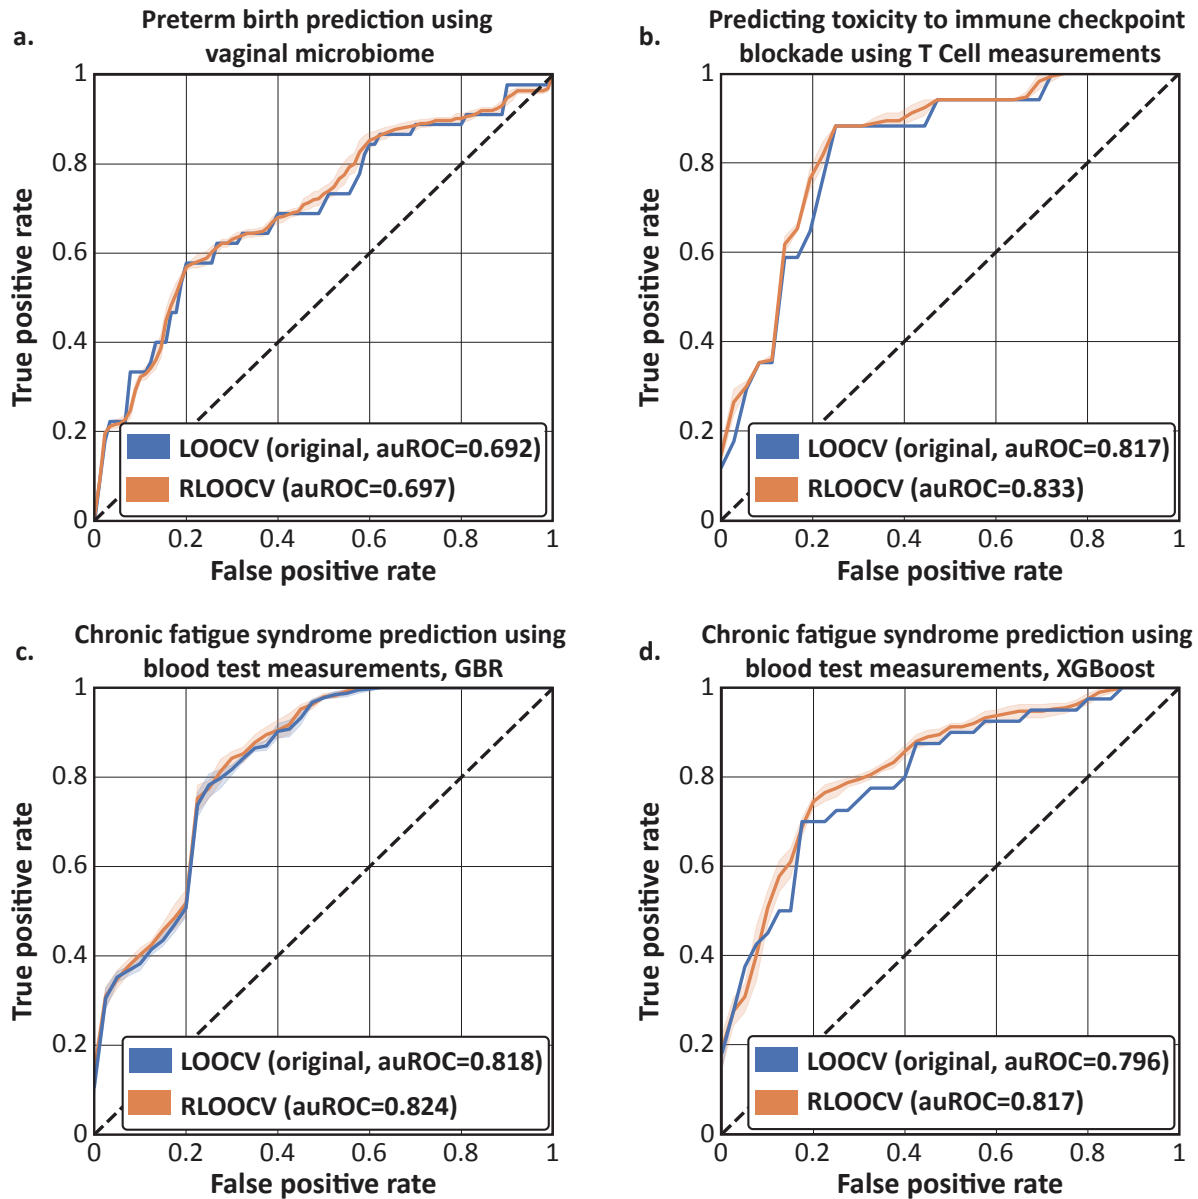 a.
Preterm birth prediction using
vaginal microbiome
1
0.8
0.6
0.4
0.2
0
True positive rate
LOOCV (original, auROC=0.692)
RLOOCV (auROC=0.697)
0 0.2 0.4 0.6 0.8 1
False positive rate
b.
Predicting toxicity to immune checkpoint
blockade using T Cell measurements
1
0.8
0.6
0.4
0.2
0
True positive rate
LOOCV (original, auROC=0.817)
RLOOCV (auROC=0.833)
0 0.2 0.4 0.6 0.8 1
False positive rate
c.
Chronic fatigue syndrome prediction using
blood test measurements, GBR
1
0.8
0.6
0.4
0.2
0
True positive rate
LOOCV (original, auROC=0.818)
RLOOCV (auROC=0.824)
0 0.2 0.4 0.6 0.8 1
False positive rate
d.
Chronic fatigue syndrome prediction using
blood test measurements, XGBoost
1
0.8
0.6
0.4
0.2
0
True positive rate
LOOCV (original, auROC=0.796)
RLOOCV (auROC=0.817)
0 0.2 0.4 0.6 0.8 1
False positive rate